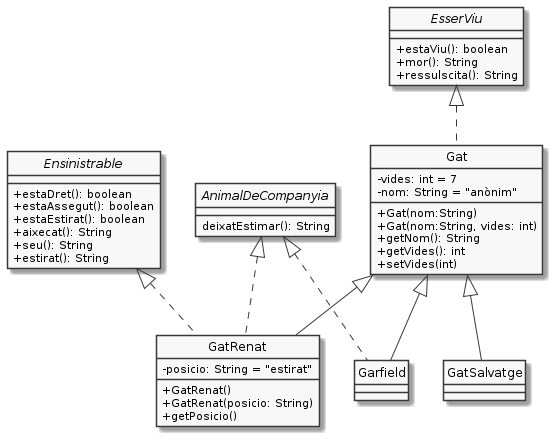 EsserViu
+estaViu(): boolean
+mor(): String
+ressulscita(): String
Ensinistrable
+estaDret(): boolean
+estaAssegut(): boolean
+estaEstirat(): boolean
+aixecat(): String
+seu(): String
+estirat(): String
AnimalDeCompanyia
deixatEstimar(): String
Gat
-vides: int = 7
-nom: String = "anònim"
+Gat(nom:String)
+Gat(nom:String, vides: int)
+getNom(): String
+getVides(): int
+setVides(int)
GatRenat
-posicio: String = "estirat"
+GatRenat()
+GatRenat(posicio: String)
+getPosicio()
Garfield
GatSalvatge